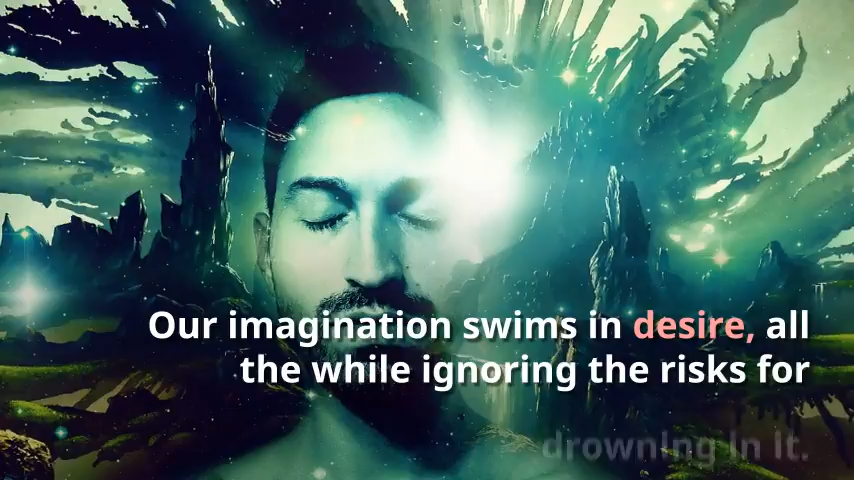 Our imagination swims in desire, all
the while ignoring the risks for
drowning in it.